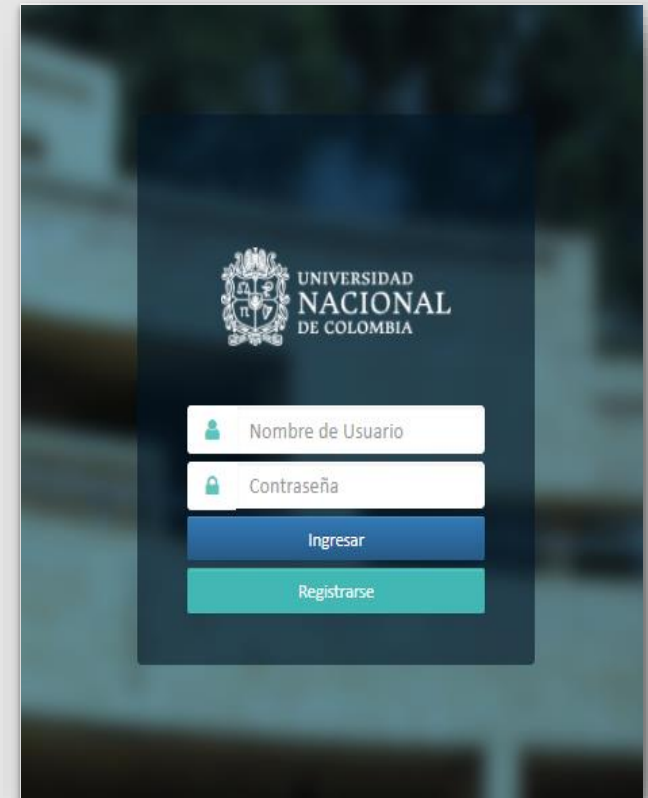 UNIVERSIDAD
NACIONAL
DE COLOMBIA
Nombre de Usuario
Contraseña
Ingresar
Registrarse